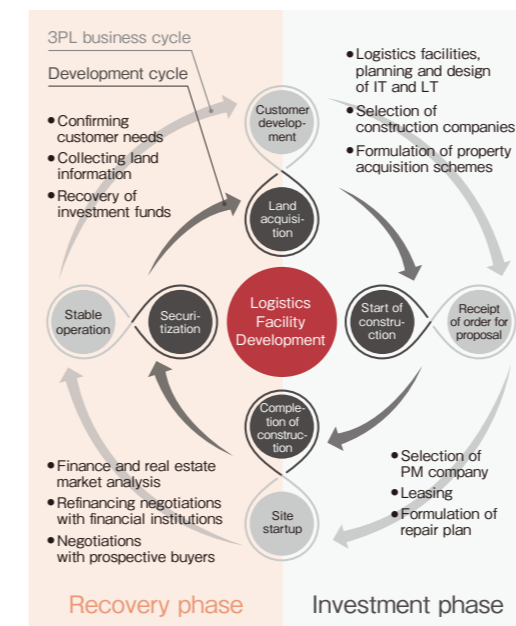 3PL business cycle
Development cycle
• Confirming
customer needs
• Collecting land
information
• Recovery of
investment funds
• Logistics facilities,
planning and design
of IT and LT
• Selection of
construction companies
• Formulation of property
acquisition schemes
Customer
develop-
ment
Land
acquisi-
tion
Stable
operation
Securi-
tization
Logistics
Facility
Development
Start of
constru-
ction
Receipt
of order for
proposal
Comple-
tion of
construc-
tion
Site
startup
• Finance and real estate
market analysis
• Refinancing negotiations
with financial institutions
• Negotiations
with prospective buyers
• Selection of
PM company
• Leasing
• Formulation of
repair plan
Recovery phase
Investment phase